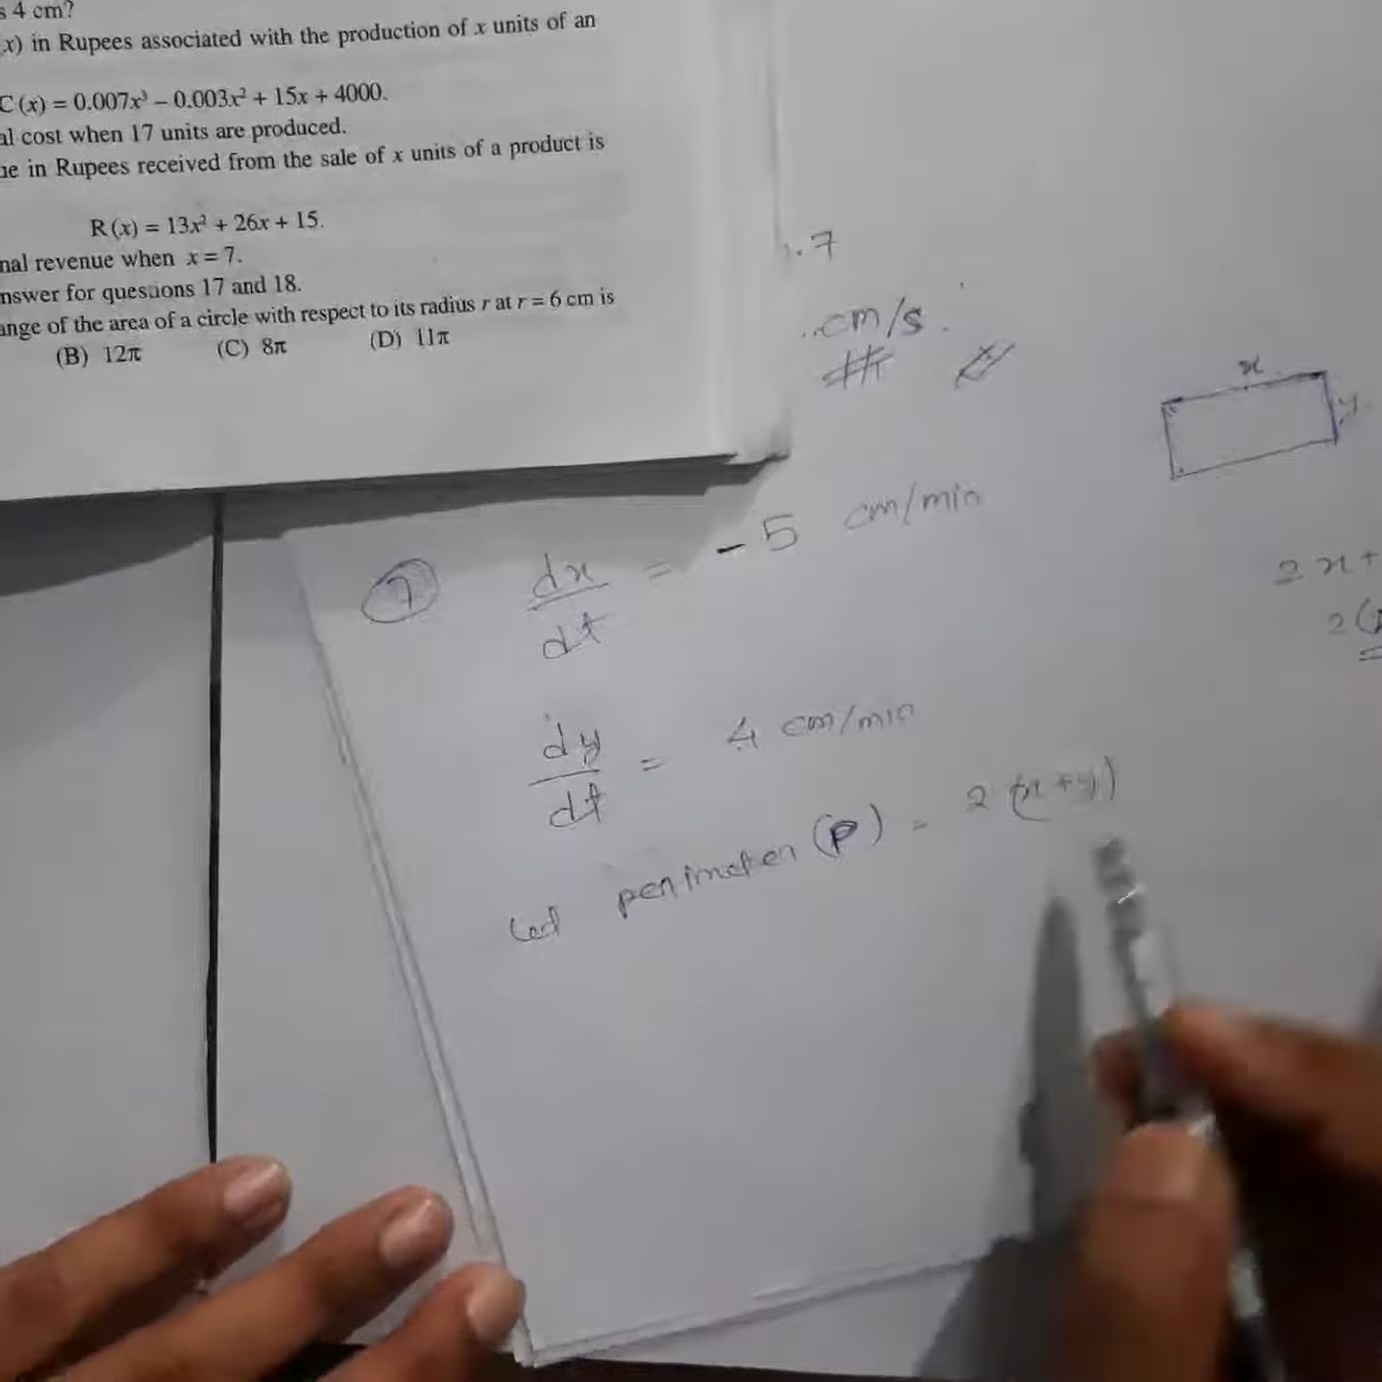 s 4 cm?
x) in Rupees associated with the production of x units of an
C (x) = 0.007x³ – 0.003x² + 15x + 4000.
al cost when 17 units are produced.
ue in Rupees received from the sale of x units of a product is
R (x) = 13x² + 26x + 15.
nal revenue when x = 7.
nswer for quesuons 17 and 18.
ange of the area of a circle with respect to its radius r at r = 6 cm is
(B) 12π (C) 8π (D) 11π
.7
cm/s.
x
y
7 dx/dt = - 5 cm/min
2x+
2(
dy/dt = 4 cm/min
Let perimeter (P) = 2 (x+y)